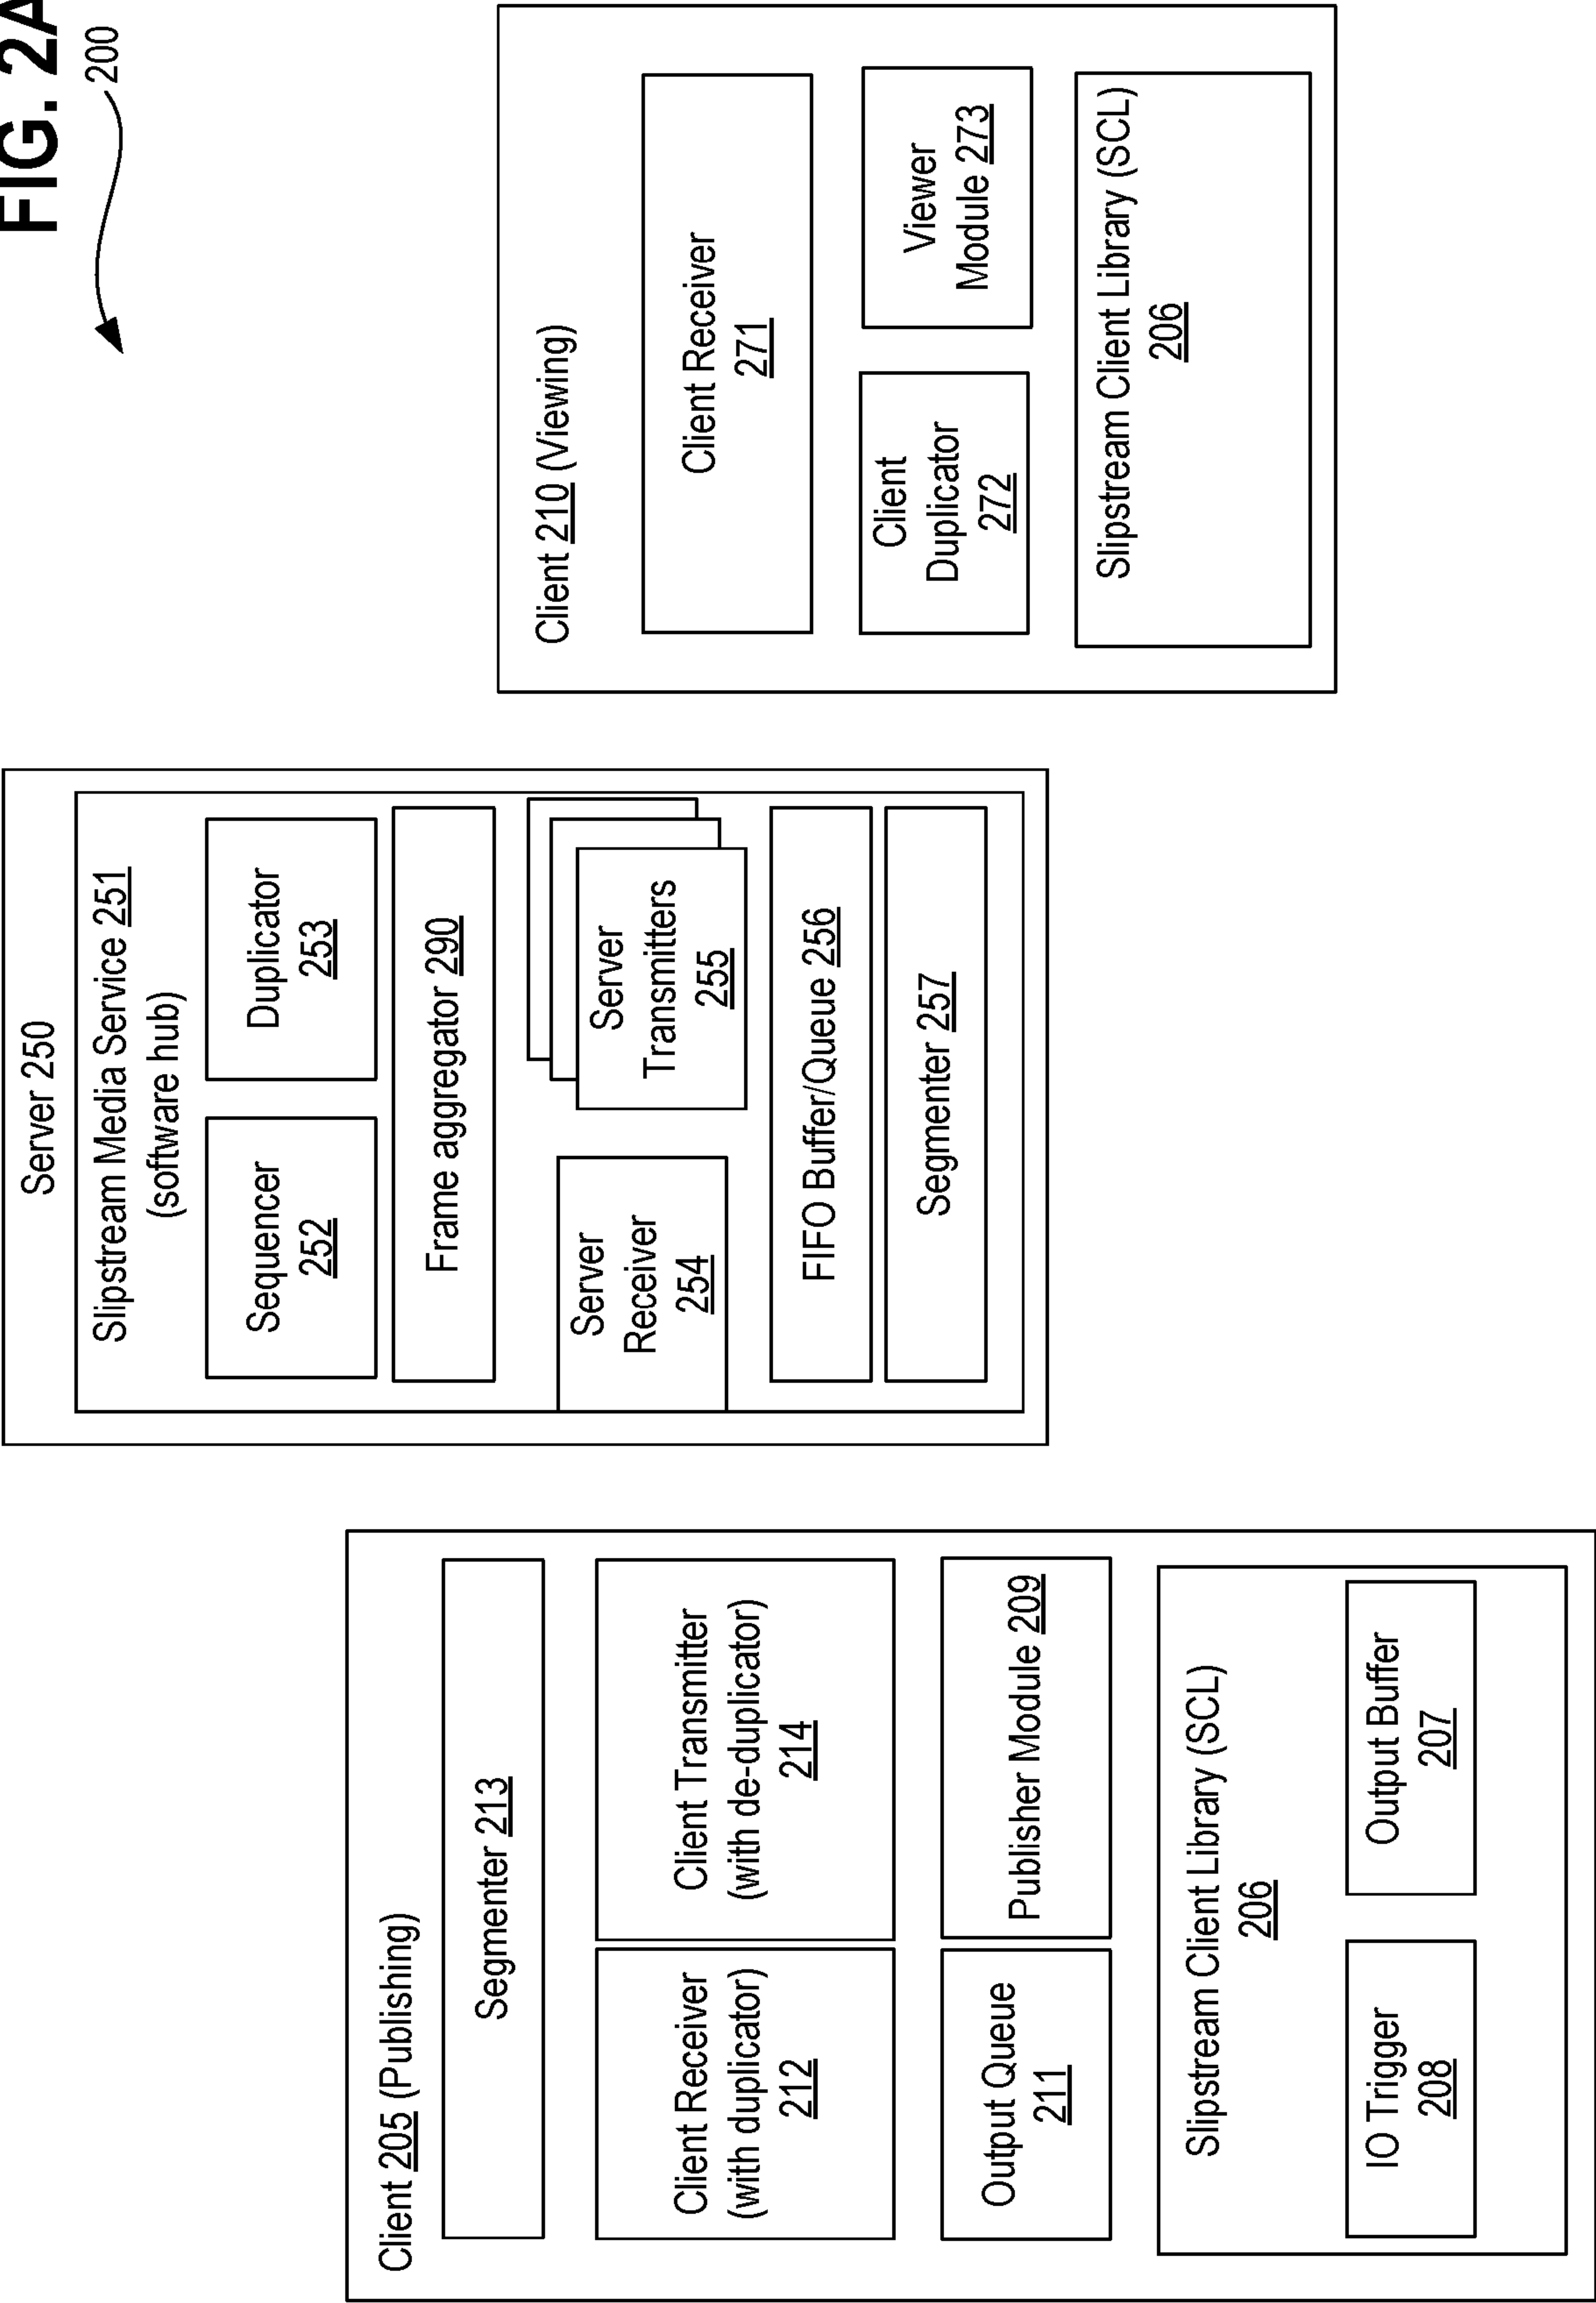 FIG. 2A
200
Client 205 (Publishing)
Segmenter 213
Client Receiver
(with duplicator)
212
Client Transmitter
(with de-duplicator)
214
Output Queue
211
Publisher Module 209
Slipstream Client Library (SCL)
206
IO Trigger
208
Output Buffer
207
Server 250
Slipstream Media Service 251
(software hub)
Sequencer
252
Duplicator
253
Frame aggregator 290
Server
Receiver
254
Server
Transmitters
255
FIFO Buffer/Queue 256
Segmenter 257
Client 210 (Viewing)
Client Receiver
271
Client
Duplicator
272
Viewer
Module 273
Slipstream Client Library (SCL)
206